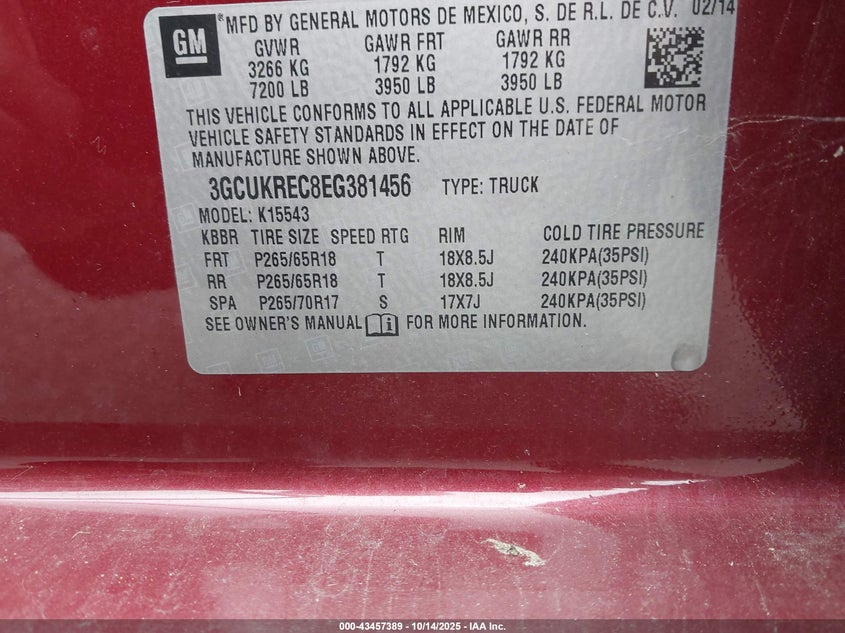 GM
®MFD BY GENERAL MOTORS DE MEXICO, S. DE R.L. DE C.V. 02/14
GVWR GAWR FRT GAWR RR
3266 KG 1792 KG 1792 KG
7200 LB 3950 LB 3950 LB
THIS VEHICLE CONFORMS TO ALL APPLICABLE U.S. FEDERAL MOTOR
VEHICLE SAFETY STANDARDS IN EFFECT ON THE DATE OF
MANUFACTURE SHOWN ABOVE.
3GCUKREC8EG381456 TYPE: TRUCK
MODEL: K15543
KBBR TIRE SIZE SPEED RTG RIM COLD TIRE PRESSURE
FRT P265/65R18 T 18X8.5J 240KPA(35PSI)
RR P265/65R18 T 18X8.5J 240KPA(35PSI)
SPA P265/70R17 S 17X7J 240KPA(35PSI)
SEE OWNER'S MANUAL FOR MORE INFORMATION.
000-43457389 | 10/14/2025 | IAA Inc.